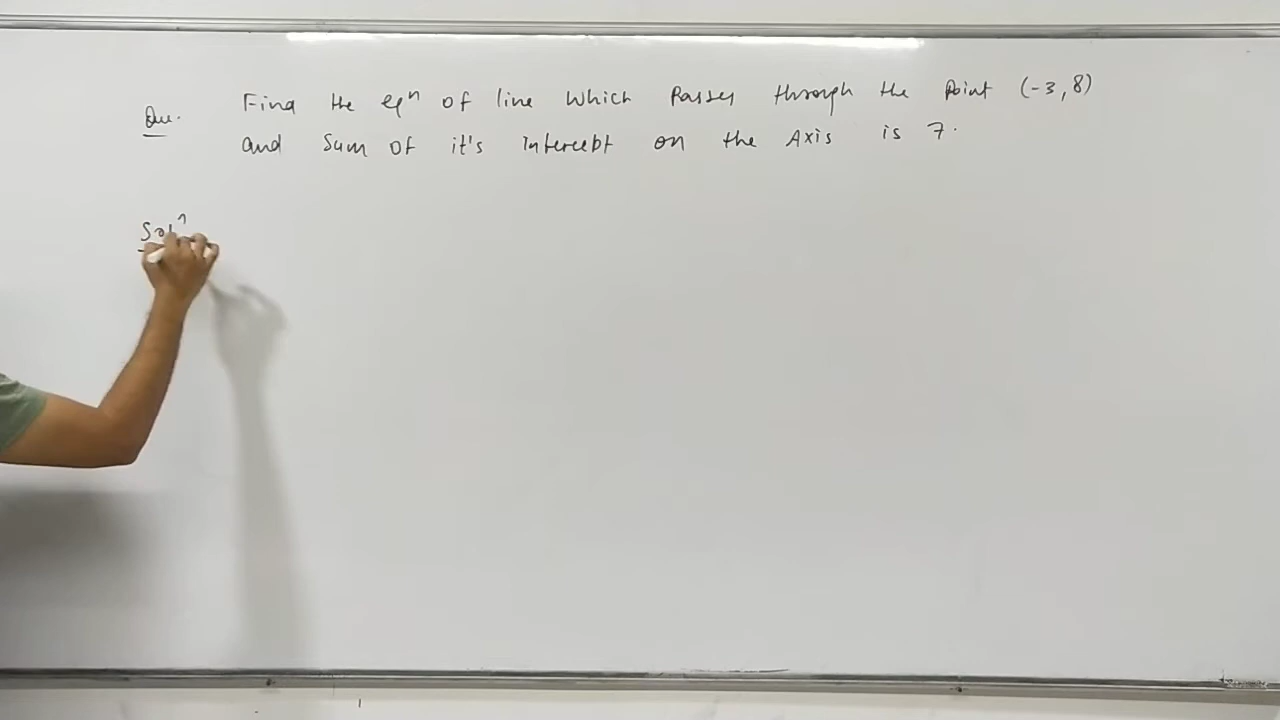 Que. Find the eqⁿ of line which passes through the point (-3,8)
and sum of it's intercept on the Axis is 7.
Solⁿ